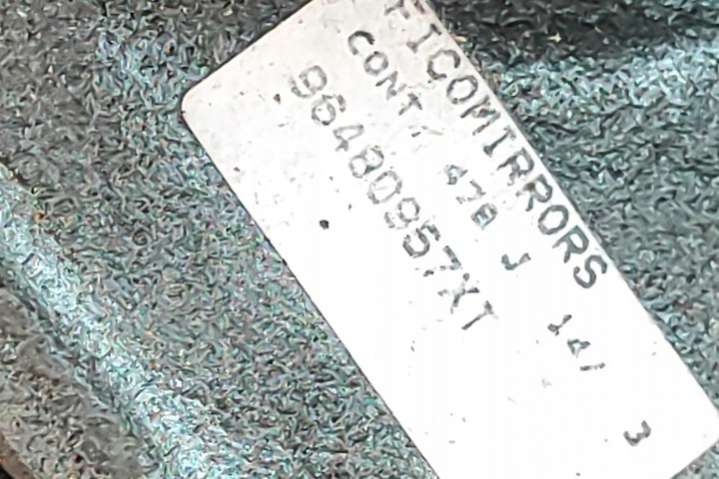 FICOMIRRORS
CONT. 478 J 14/ 3
96480957XT